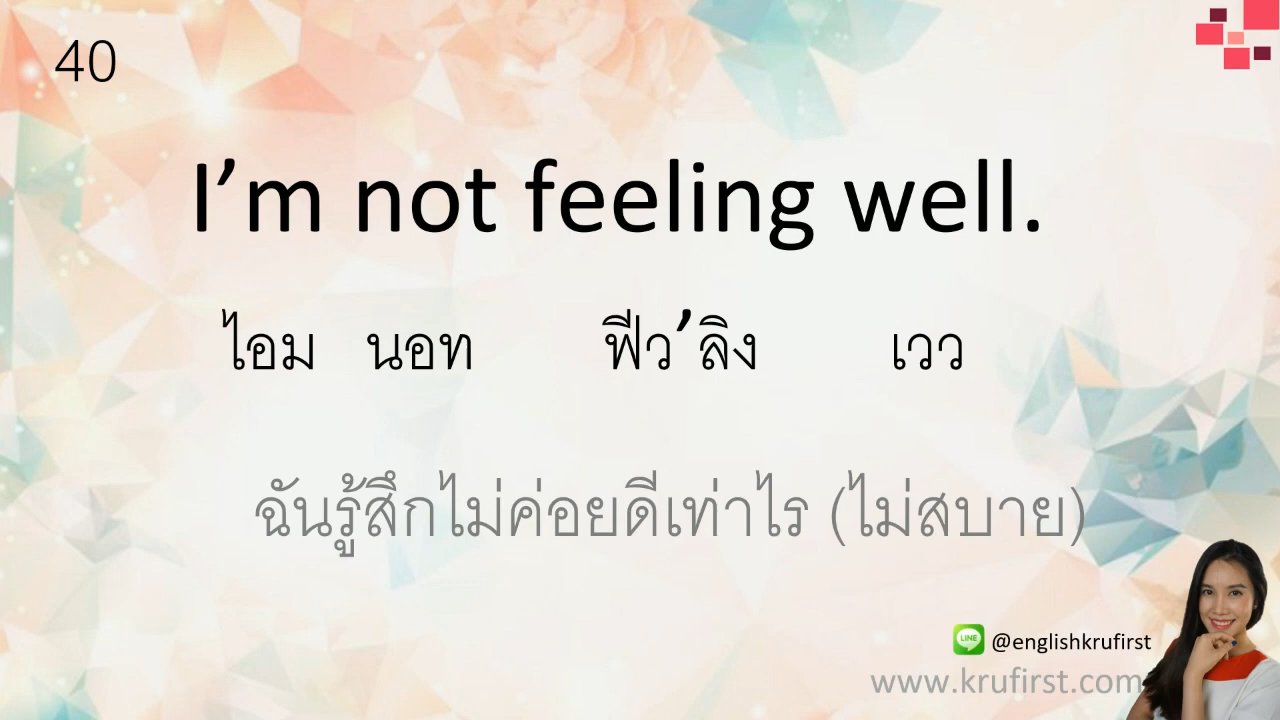 40
I’m not feeling well.
ไอม นอท ฟีว’ลิง เวว
ฉันรู้สึกไม่ค่อยดีเท่าไร (ไม่สบาย)
LINE @englishkrufirst
www.krufirst.com